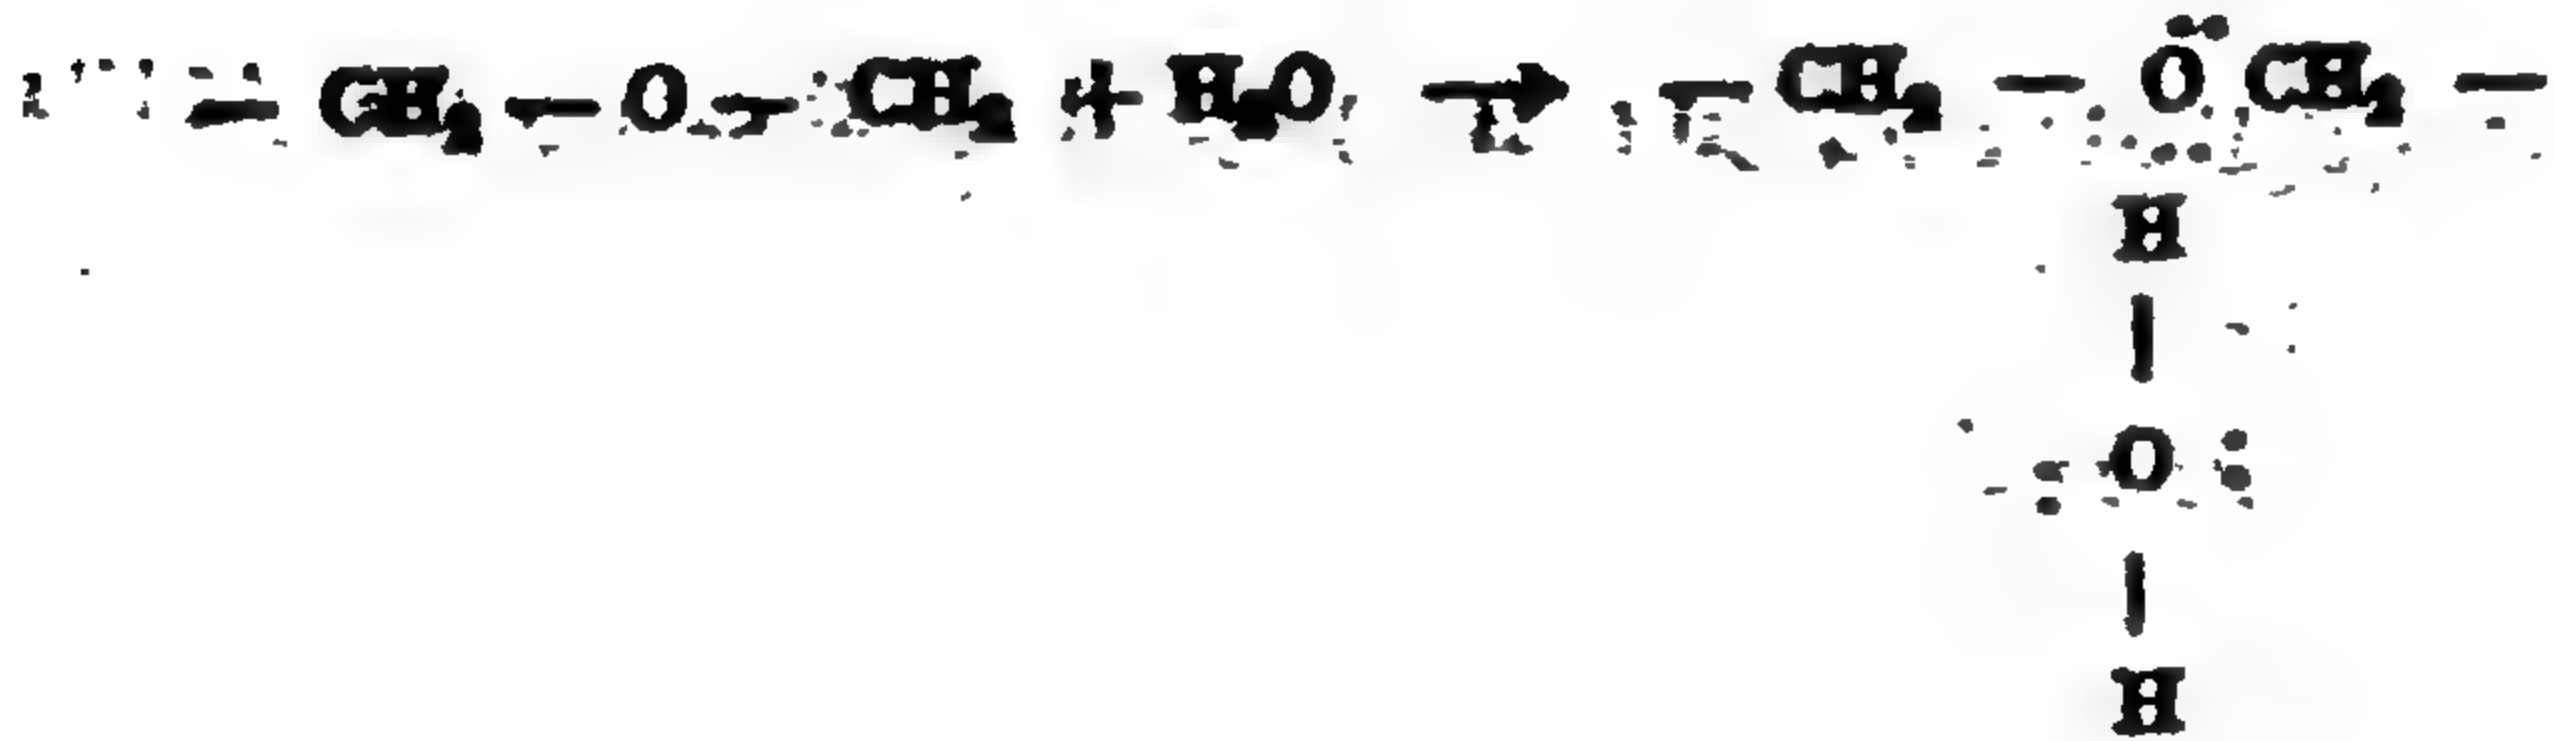 — CH₂ — O — CH₂ + H₂O → — CH₂ — Ö CH₂ —
H
|
: O :
|
H